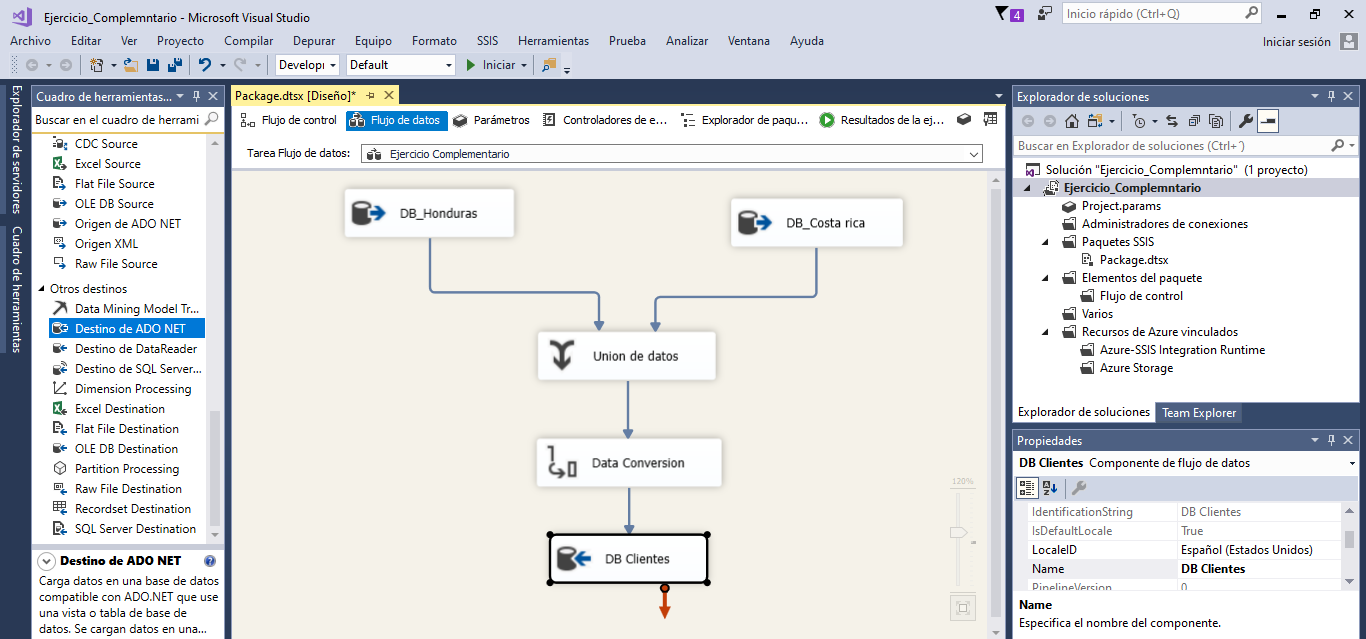 Ejercicio_Complemntario - Microsoft Visual Studio
4
Inicio rápido (Ctrl+Q)
Archivo Editar Ver Proyecto Compilar Depurar Equipo Formato SSIS Herramientas Prueba Analizar Ventana Ayuda
Iniciar sesión
Develop Default Iniciar
Explorador de servidores
Cuadro de herramientas
Cuadro de herramientas...
Buscar en el cuadro de herrami
CDC Source
Excel Source
Flat File Source
OLE DB Source
Origen de ADO NET
Origen XML
Raw File Source
Otros destinos
Data Mining Model Tr...
Destino de ADO NET
Destino de DataReader
Destino de SQL Server...
Dimension Processing
Excel Destination
Flat File Destination
OLE DB Destination
Partition Processing
Raw File Destination
Recordset Destination
SQL Server Destination
Destino de ADO NET
Carga datos en una base de datos
compatible con ADO.NET que use
una vista o tabla de base de
datos. Se cargan datos en una...
Package.dtsx [Diseño]*
Flujo de control Flujo de datos Parámetros Controladores de e... Explorador de paqu... Resultados de la ej...
Tarea Flujo de datos: Ejercicio Complementario
DB_Honduras
DB_Costa rica
Union de datos
Data Conversion
DB Clientes
120%
Explorador de soluciones
Buscar en Explorador de soluciones (Ctrl+´)
Solución "Ejercicio_Complemntario" (1 proyecto)
Ejercicio_Complemntario
Project.params
Administradores de conexiones
Paquetes SSIS
Package.dtsx
Elementos del paquete
Flujo de control
Varios
Recursos de Azure vinculados
Azure-SSIS Integration Runtime
Azure Storage
Explorador de soluciones Team Explorer
Propiedades
DB Clientes Componente de flujo de datos
IdentificationString DB Clientes
IsDefaultLocale True
LocaleID Español (Estados Unidos)
Name DB Clientes
PipelineVersion 0
Name
Especifica el nombre del componente.